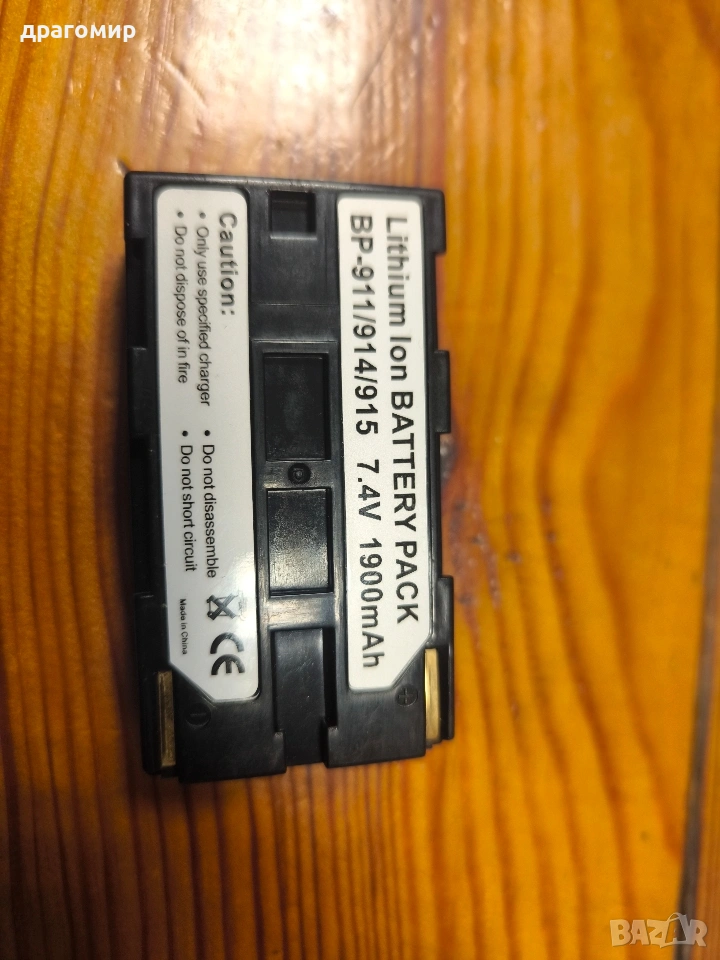 драгомир
Lithium Ion BATTERY PACK
BP-911/914/915 7.4V 1900mAh
+
Caution:
• Only use specified charger • Do not disassemble
• Do not dispose of in fire • Do not short circuit
CE
Made in China
BAZAR